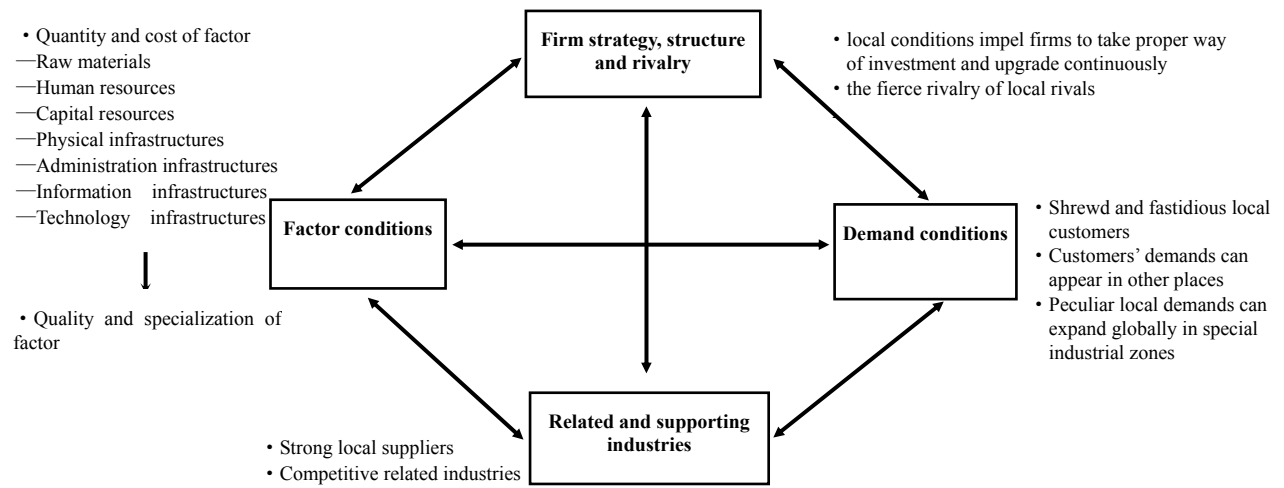 • Quantity and cost of factor
—Raw materials
—Human resources
—Capital resources
—Physical infrastructures
—Administration infrastructures
—Information infrastructures
—Technology infrastructures
• Quality and specialization of
factor
Firm strategy, structure
and rivalry
• local conditions impel firms to take proper way
of investment and upgrade continuously
• the fierce rivalry of local rivals
Factor conditions
Demand conditions
• Shrewd and fastidious local
customers
• Customers’ demands can
appear in other places
• Peculiar local demands can
expand globally in special
industrial zones
Related and supporting
industries
• Strong local suppliers
• Competitive related industries